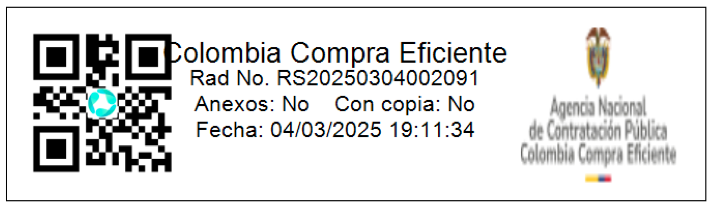 Colombia Compra Eficiente
Rad No. RS20250304002091
Anexos: No Con copia: No
Fecha: 04/03/2025 19:11:34
Agencia Nacional
de Contratación Pública
Colombia Compra Eficiente